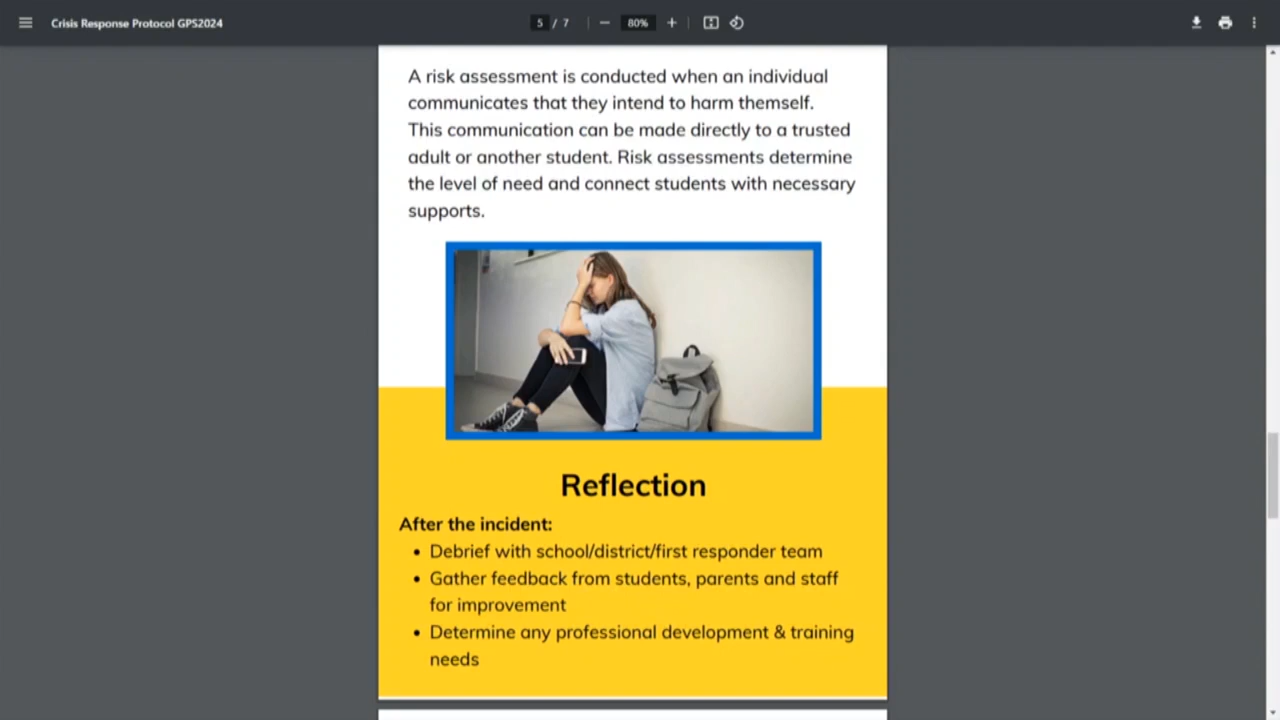 Crisis Response Protocol GPS2024
5 / 7
80%
A risk assessment is conducted when an individual
communicates that they intend to harm themself.
This communication can be made directly to a trusted
adult or another student. Risk assessments determine
the level of need and connect students with necessary
supports.
Reflection
After the incident:
• Debrief with school/district/first responder team
• Gather feedback from students, parents and staff
for improvement
• Determine any professional development & training
needs